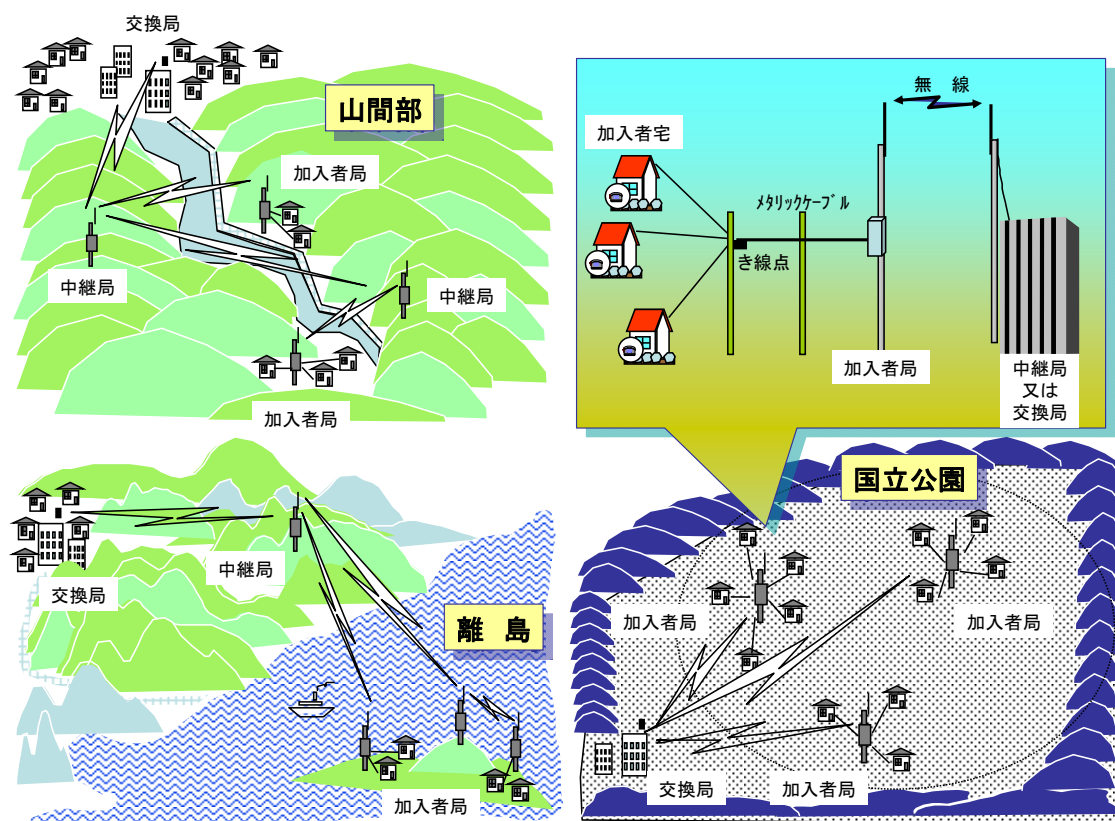 交換局
山間部
加入者局
中継局
中継局
加入者局
無　線
加入者宅
ﾒﾀﾘｯｸｹｰﾌﾞﾙ
き線点
加入者局
中継局
又は
交換局
交換局
中継局
離　島
加入者局
国立公園
加入者局
加入者局
交換局
加入者局